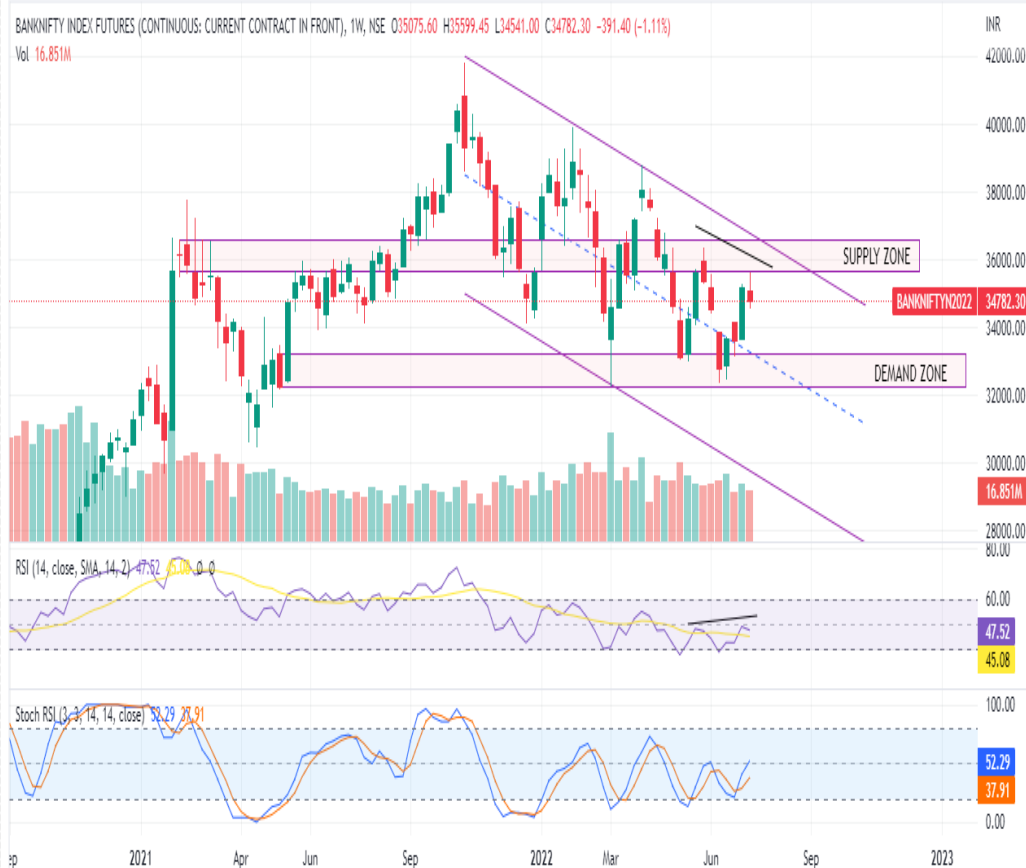 BANKNIFTY INDEX FUTURES (CONTINUOUS: CURRENT CONTRACT IN FRONT), 1W, NSE O35075.60 H35599.45 L34541.00 C34782.30 −391.40 (−1.11%)
INR
Vol 16.851M
42000.00
40000.00
38000.00
36000.00
SUPPLY ZONE
BANKNIFTYN2022 34782.30
34000.00
DEMAND ZONE
32000.00
30000.00
16.851M
28000.00
80.00
RSI (14, close, SMA, 14, 2) 47.52 45.08 Ø Ø
60.00
47.52
45.08
Stoch RSI (3, 3, 14, 14, close) 52.29 37.91
100.00
52.29
37.91
0.00
ep 2021 Apr Jun Sep 2022 Mar Jun Sep 2023